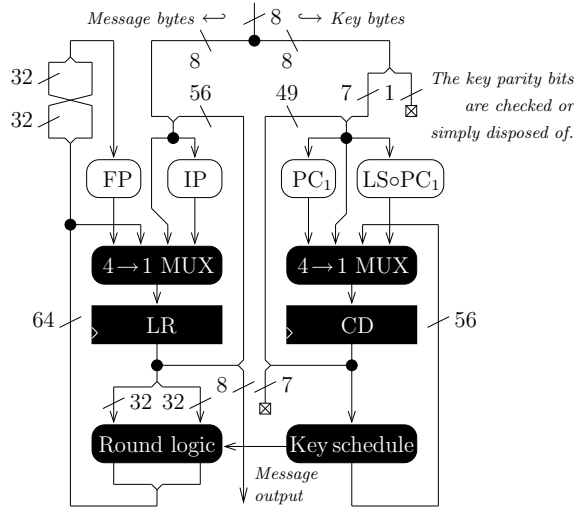 Message bytes ↩ 8 ↪ Key bytes
8 8
32 56 49 7 1 The key parity bits
are checked or
32 simply disposed of.
FP IP PC₁ LS∘PC₁
4→1 MUX 4→1 MUX
64 LR CD 56
32 32 8 7
Round logic Key schedule
Message
output